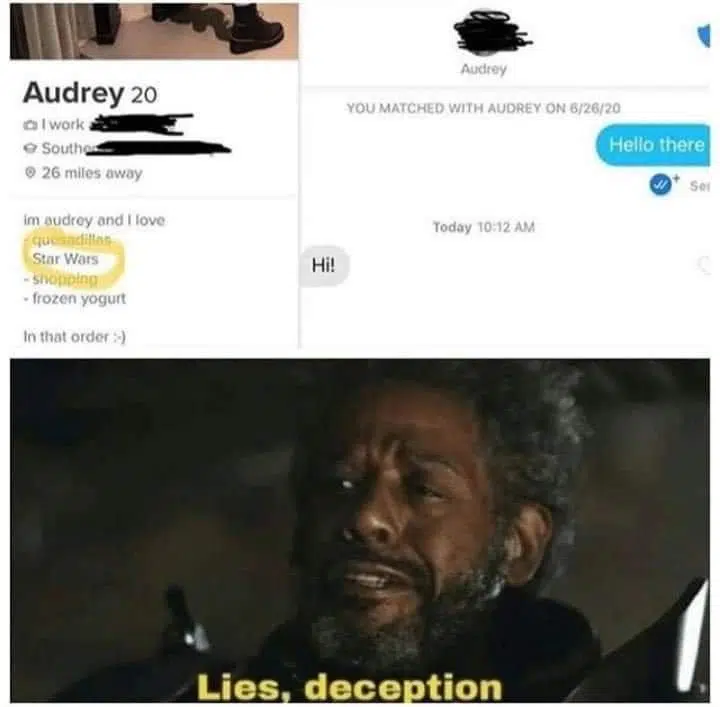 Audrey 20
I work
Southe
26 miles away
im audrey and I love
- quesadillas
Star Wars
- shopping
- frozen yogurt
In that order :-)
Audrey
YOU MATCHED WITH AUDREY ON 6/26/20
Hello there
Se
Today 10:12 AM
Hi!
Lies, deception